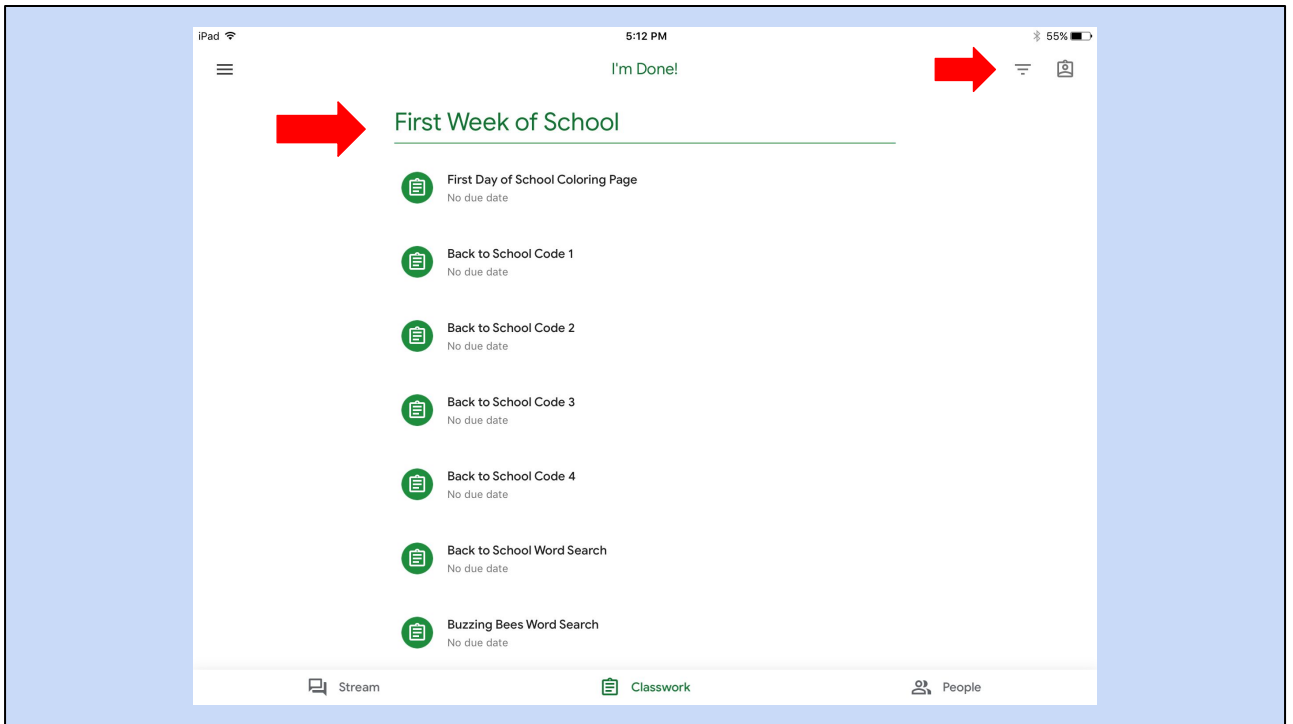 iPad
5:12 PM
55%
I'm Done!
First Week of School
First Day of School Coloring Page
No due date
Back to School Code 1
No due date
Back to School Code 2
No due date
Back to School Code 3
No due date
Back to School Code 4
No due date
Back to School Word Search
No due date
Buzzing Bees Word Search
No due date
Stream
Classwork
People